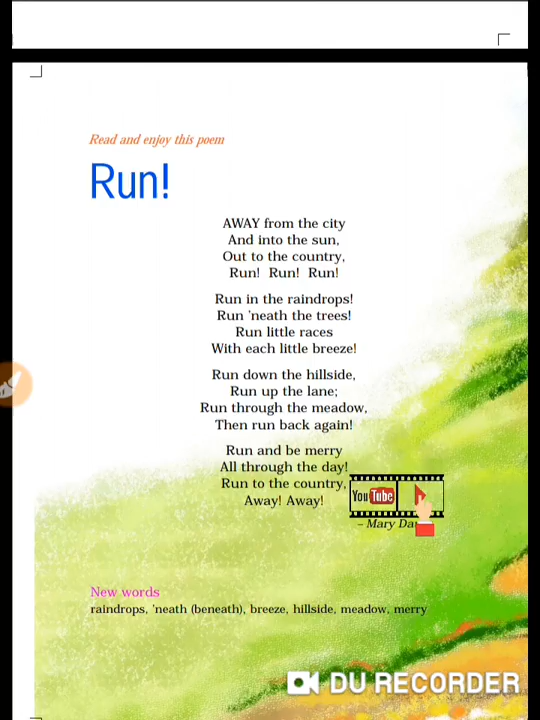 Read and enjoy this poem
Run!
AWAY from the city
And into the sun,
Out to the country,
Run! Run! Run!
Run in the raindrops!
Run 'neath the trees!
Run little races
With each little breeze!
Run down the hillside,
Run up the lane;
Run through the meadow,
Then run back again!
Run and be merry
All through the day!
Run to the country,
Away! Away!
YouTube
– Mary
New words
raindrops, 'neath (beneath), breeze, hillside, meadow, merry
DU RECORDER